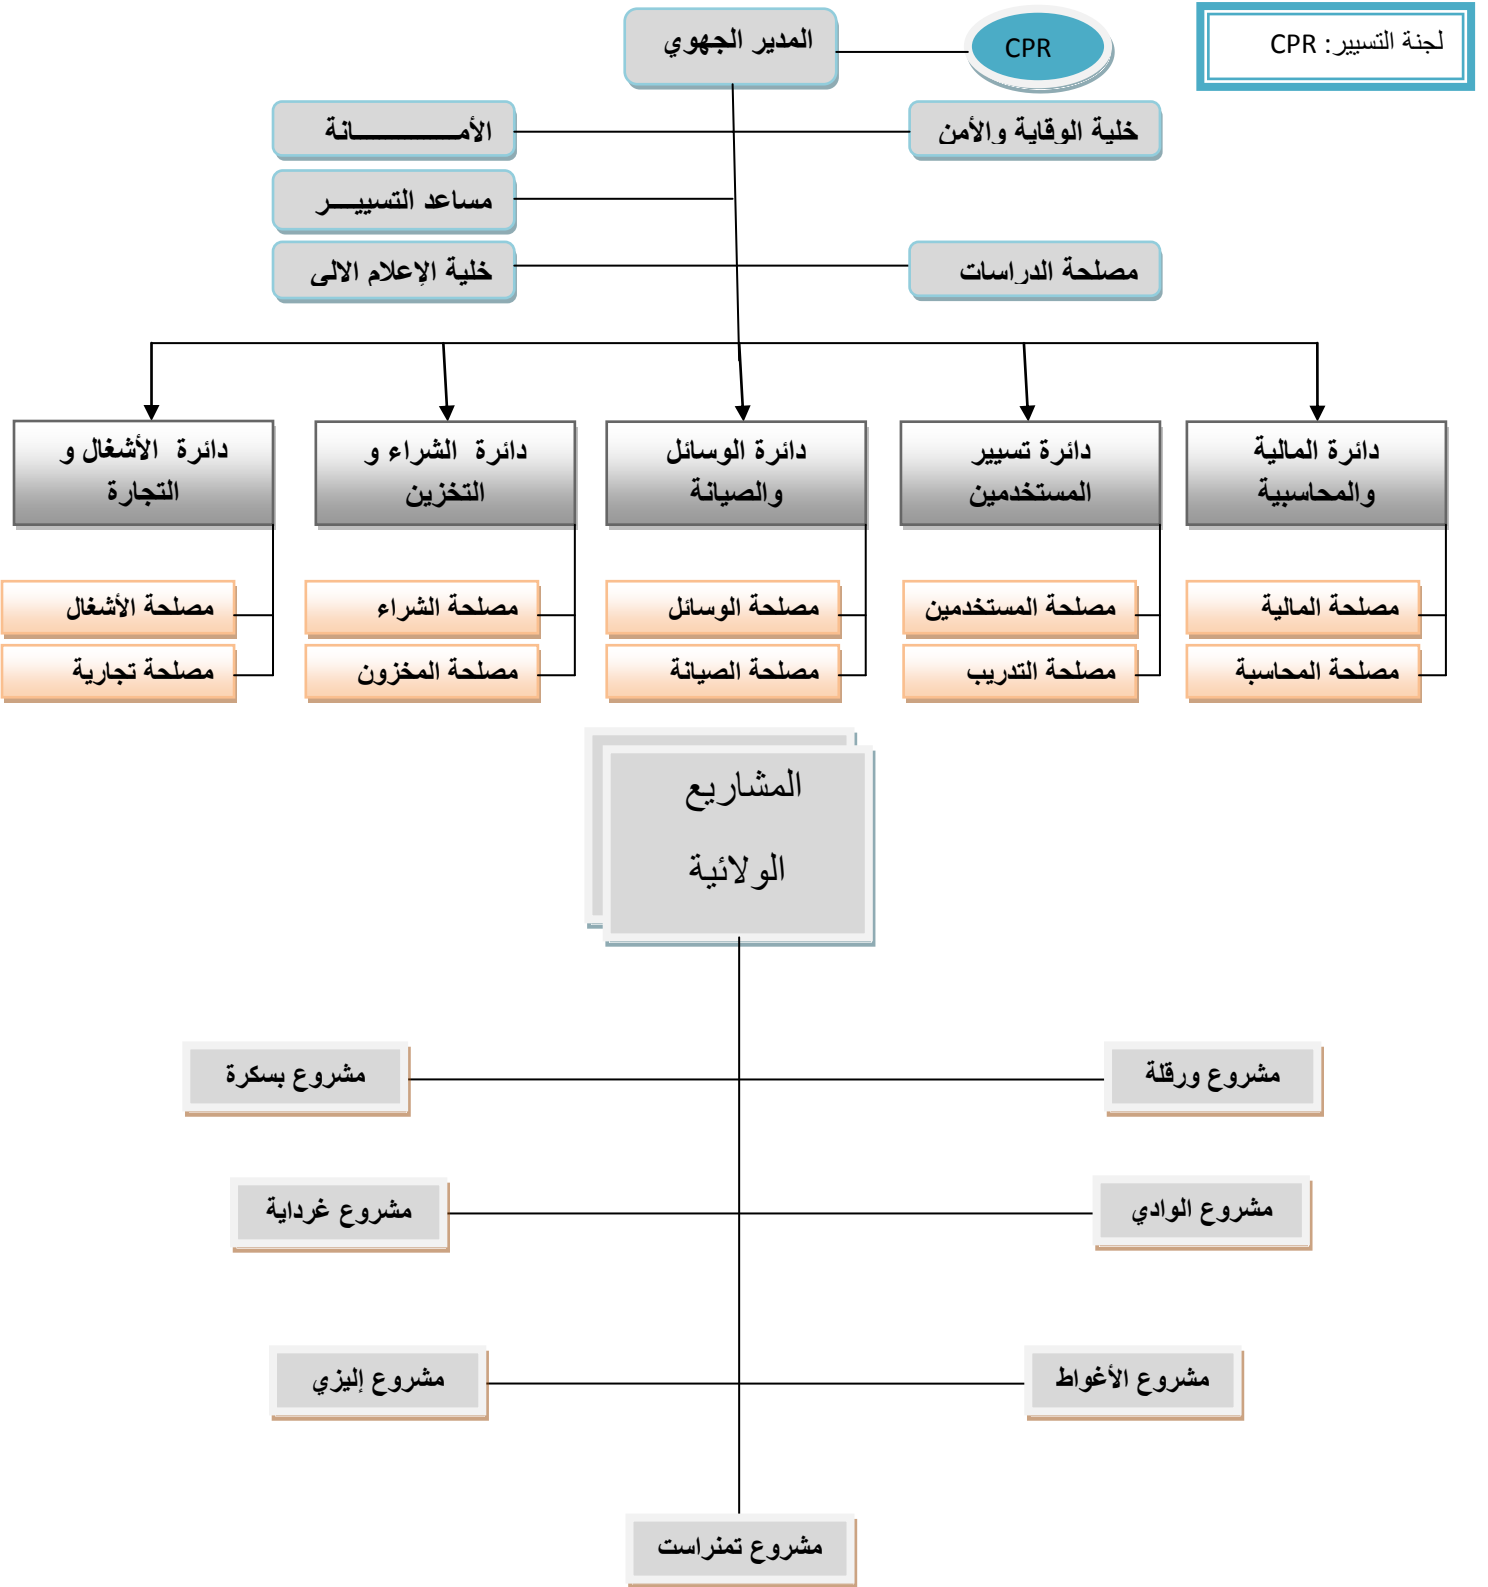 لجنة التسيير: CPR
CPR
المدير الجهوي
خلية الوقاية والأمن
الأمـــــــــــــانة
مساعد التسييـــر
مصلحة الدراسات
خلية الإعلام الالى
دائرة المالية
والمحاسبية
دائرة تسيير
المستخدمين
دائرة الوسائل
والصيانة
دائرة الشراء و
التخزين
دائرة الأشغال و
التجارة
مصلحة المالية
مصلحة المستخدمين
مصلحة الوسائل
مصلحة الشراء
مصلحة الأشغال
مصلحة المحاسبة
مصلحة التدريب
مصلحة الصيانة
مصلحة المخزون
مصلحة تجارية
المشاريع
الولائية
مشروع ورقلة
مشروع بسكرة
مشروع الوادي
مشروع غرداية
مشروع الأغواط
مشروع إليزي
مشروع تمنراست